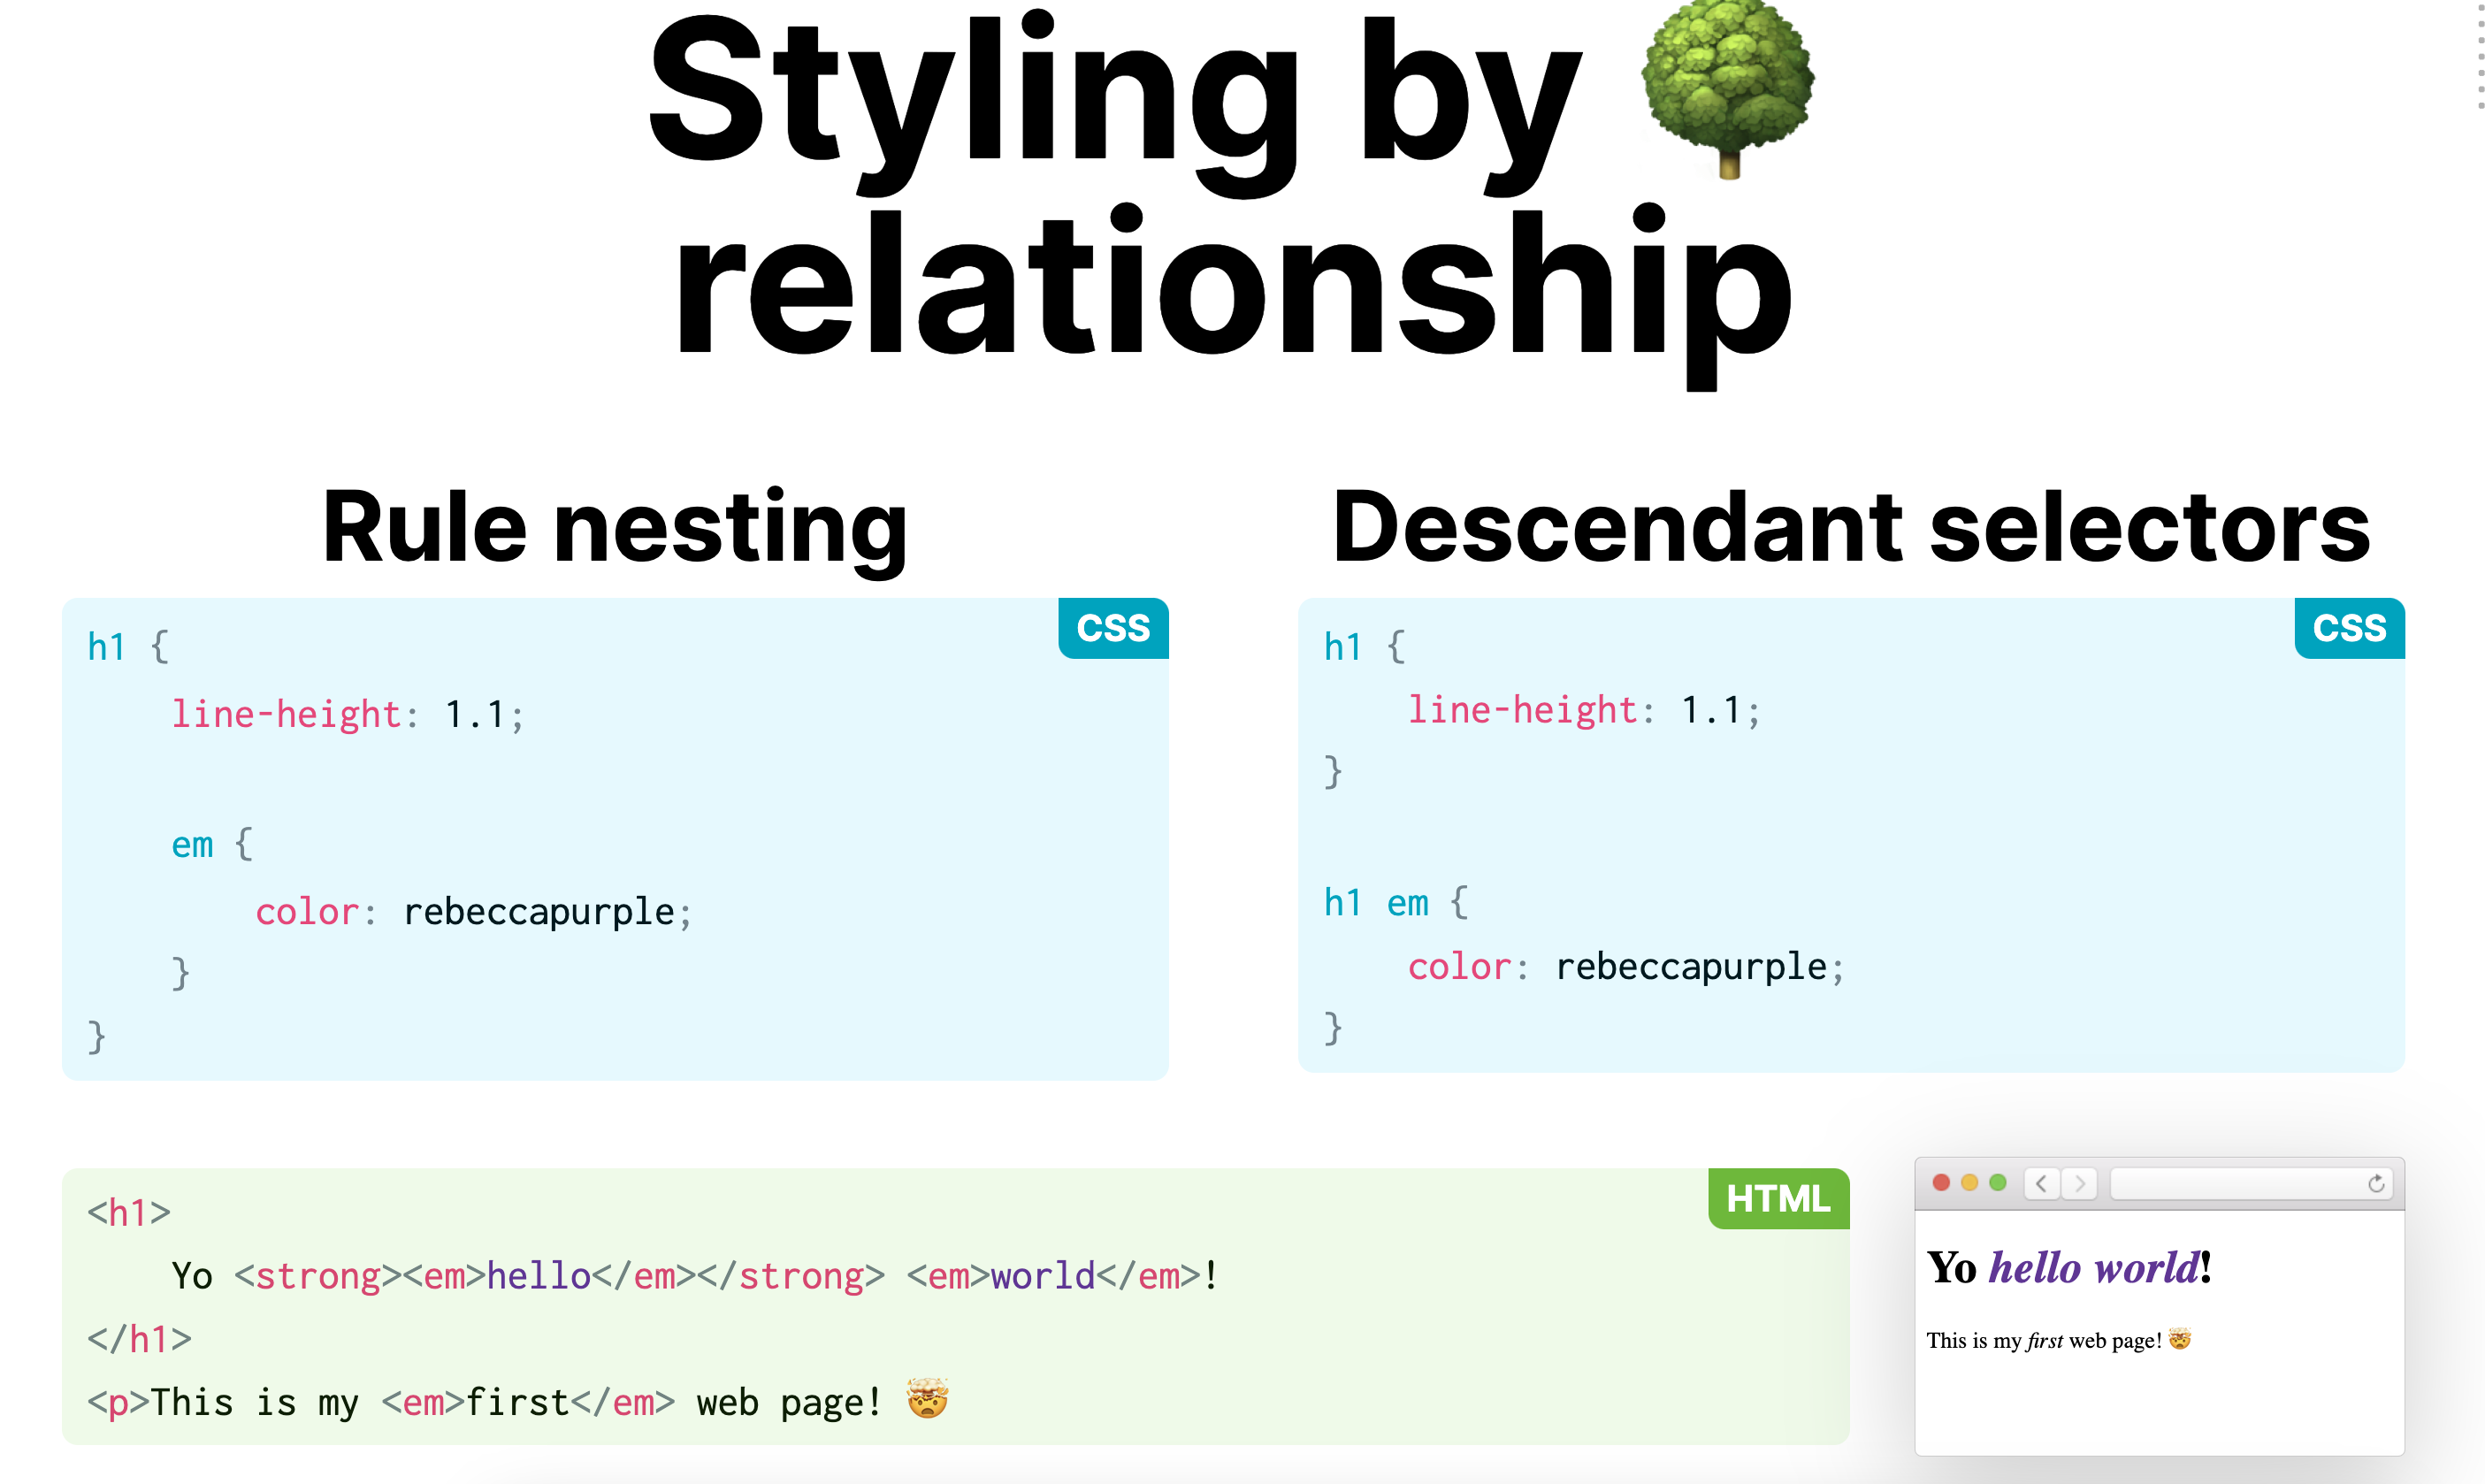 Styling by 🌳
relationship
Rule nesting
CSS
h1 {
    line-height: 1.1;

    em {
        color: rebeccapurple;
    }
}
Descendant selectors
CSS
h1 {
    line-height: 1.1;
}

h1 em {
    color: rebeccapurple;
}
HTML
<h1>
    Yo <strong><em>hello</em></strong> <em>world</em>!
</h1>
<p>This is my <em>first</em> web page! 🤯
Yo hello world!
This is my first web page! 🤯